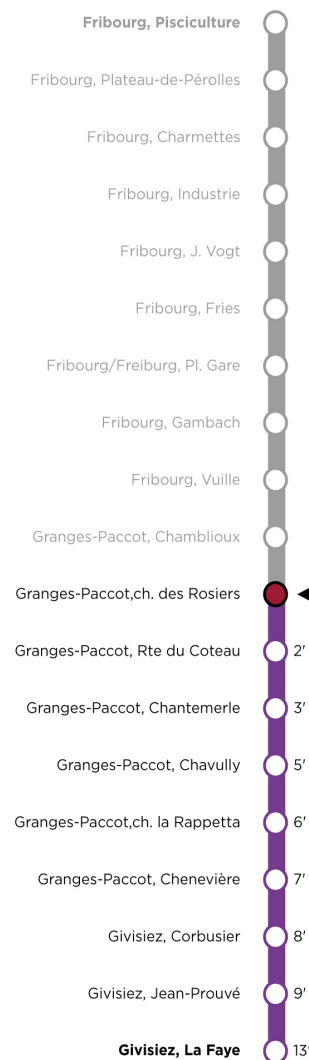 Fribourg, Pisciculture
Fribourg, Plateau-de-Pérolles
Fribourg, Charmettes
Fribourg, Industrie
Fribourg, J. Vogt
Fribourg, Fries
Fribourg/Freiburg, Pl. Gare
Fribourg, Gambach
Fribourg, Vuille
Granges-Paccot, Chamblioux
Granges-Paccot,ch. des Rosiers
Granges-Paccot, Rte du Coteau 2'
Granges-Paccot, Chantemerle 3'
Granges-Paccot, Chavully 5'
Granges-Paccot,ch. la Rappetta 6'
Granges-Paccot, Chenevière 7'
Givisiez, Corbusier 8'
Givisiez, Jean-Prouvé 9'
Givisiez, La Faye 13'